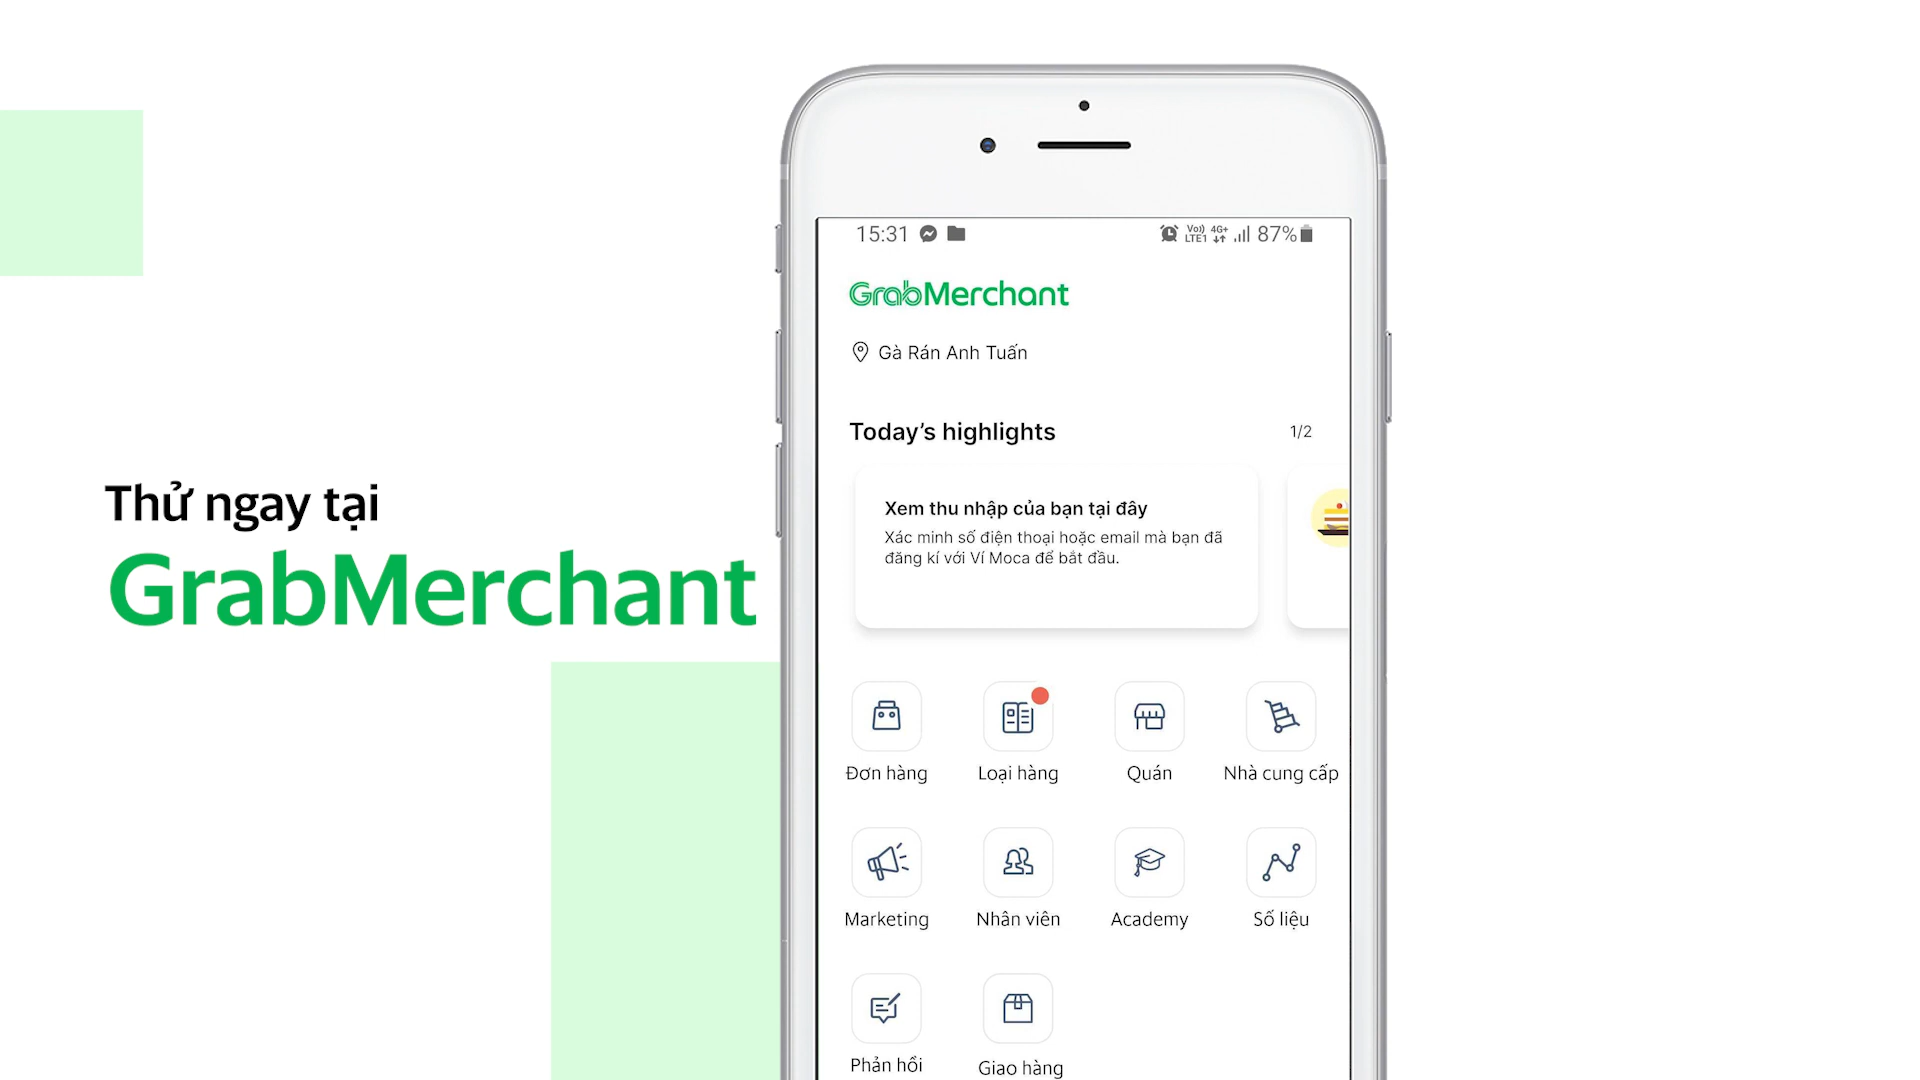 Thử ngay tại
GrabMerchant
15:31
Vo)) 4G+
LTE1
87%
GrabMerchant
Gà Rán Anh Tuấn
Today’s highlights
1/2
Xem thu nhập của bạn tại đây
Xác minh số điện thoại hoặc email mà bạn đã
đăng kí với Ví Moca để bắt đầu.
Đơn hàng
Loại hàng
Quán
Nhà cung cấp
Marketing
Nhân viên
Academy
Số liệu
Phản hồi
Giao hàng